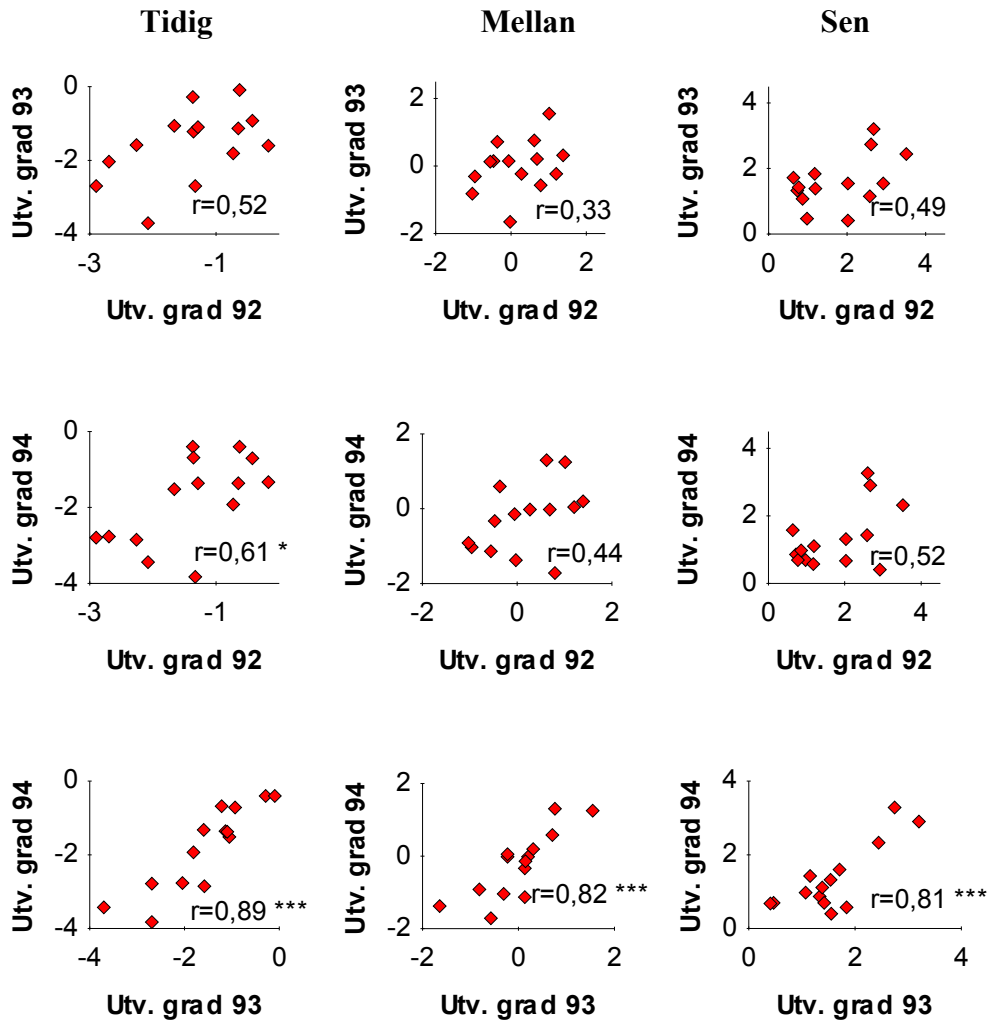 Tidig Mellan Sen
0
-2
-4
-3 -1
Utv. grad 93
r=0,52
Utv. grad 92
2
0
-2
-2 0 2
Utv. grad 93
r=0,33
Utv. grad 92
4
2
0
0 2 4
Utv. grad 93
r=0,49
Utv. grad 92
0
-2
-4
-3 -1
Utv. grad 94
r=0,61 *
Utv. grad 92
2
0
-2
-2 0 2
Utv. grad 94
r=0,44
Utv. grad 92
4
2
0
0 2 4
Utv. grad 94
r=0,52
Utv. grad 92
0
-2
-4
-4 -2 0
Utv. grad 94
r=0,89 ***
Utv. grad 93
2
0
-2
-2 0 2
Utv. grad 94
r=0,82 ***
Utv. grad 93
4
2
0
0 2 4
Utv. grad 94
r=0,81 ***
Utv. grad 93